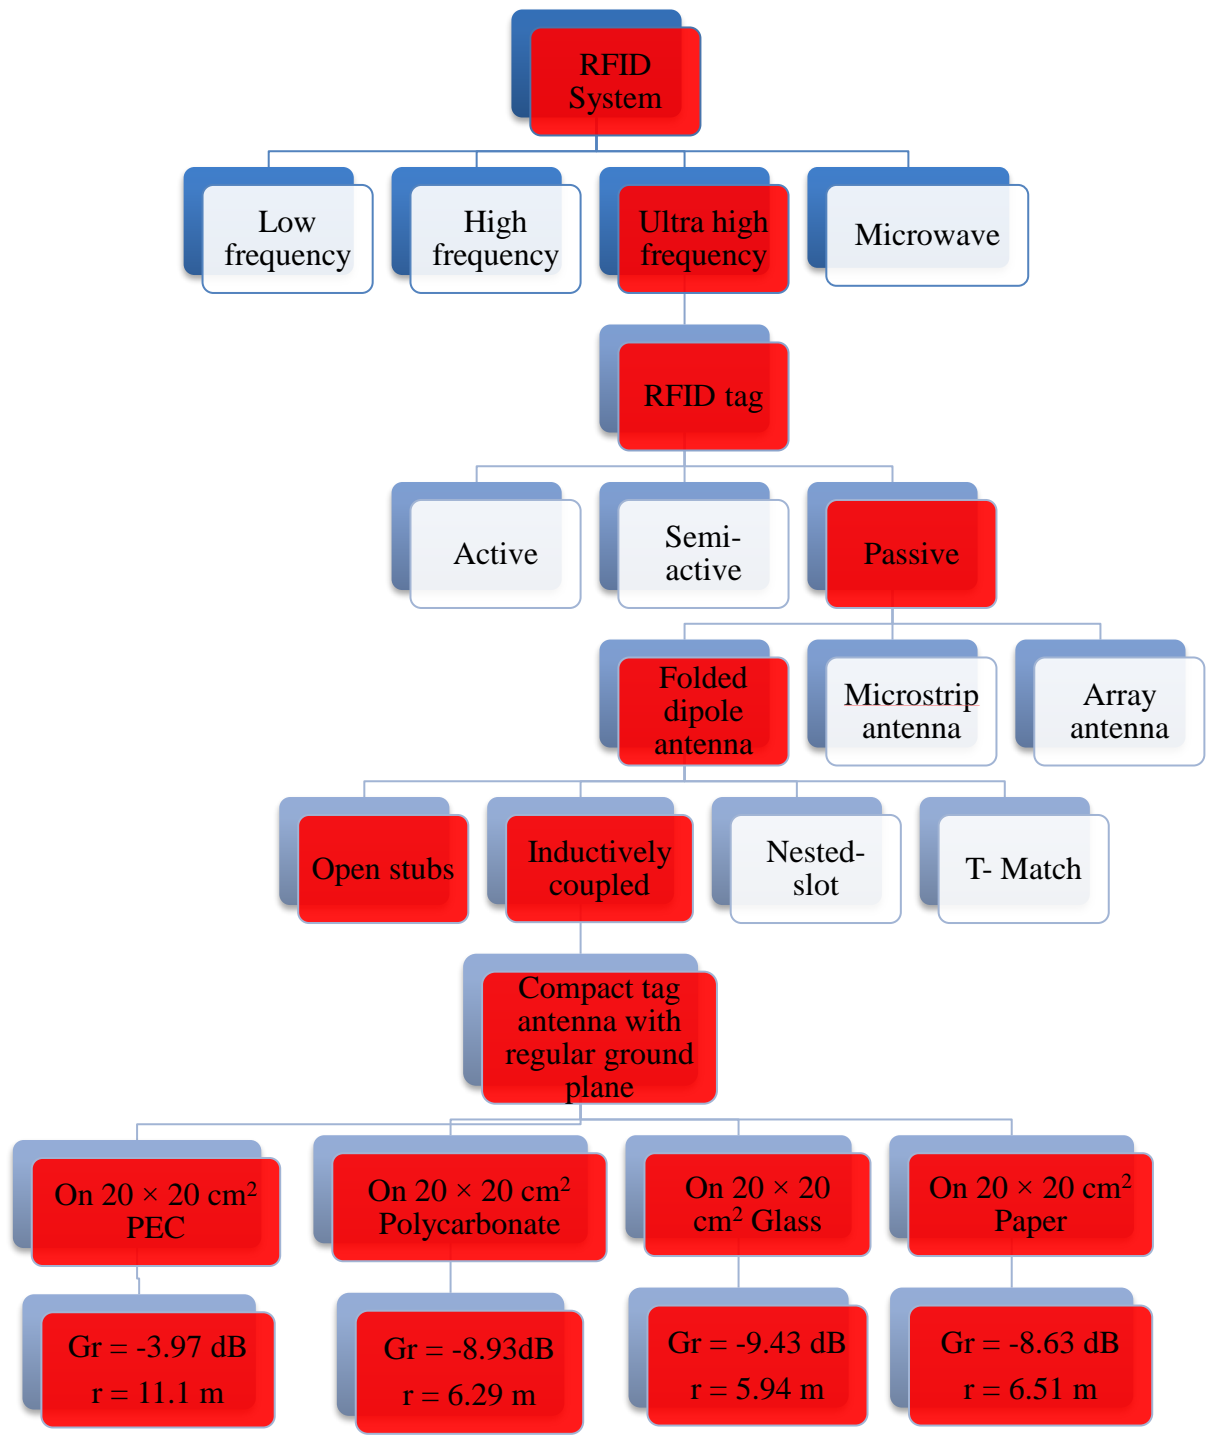 RFID
System
Low
frequency
High
frequency
Ultra high
frequency
Microwave
RFID tag
Active
Semi-
active
Passive
Folded
dipole
antenna
Microstrip
antenna
Array
antenna
Open stubs
Inductively
coupled
Nested-
slot
T- Match
Compact tag
antenna with
regular ground
plane
On 20 × 20 cm²
PEC
On 20 × 20 cm²
Polycarbonate
On 20 × 20
cm² Glass
On 20 × 20 cm²
Paper
Gr = -3.97 dB
r = 11.1 m
Gr = -8.93dB
r = 6.29 m
Gr = -9.43 dB
r = 5.94 m
Gr = -8.63 dB
r = 6.51 m